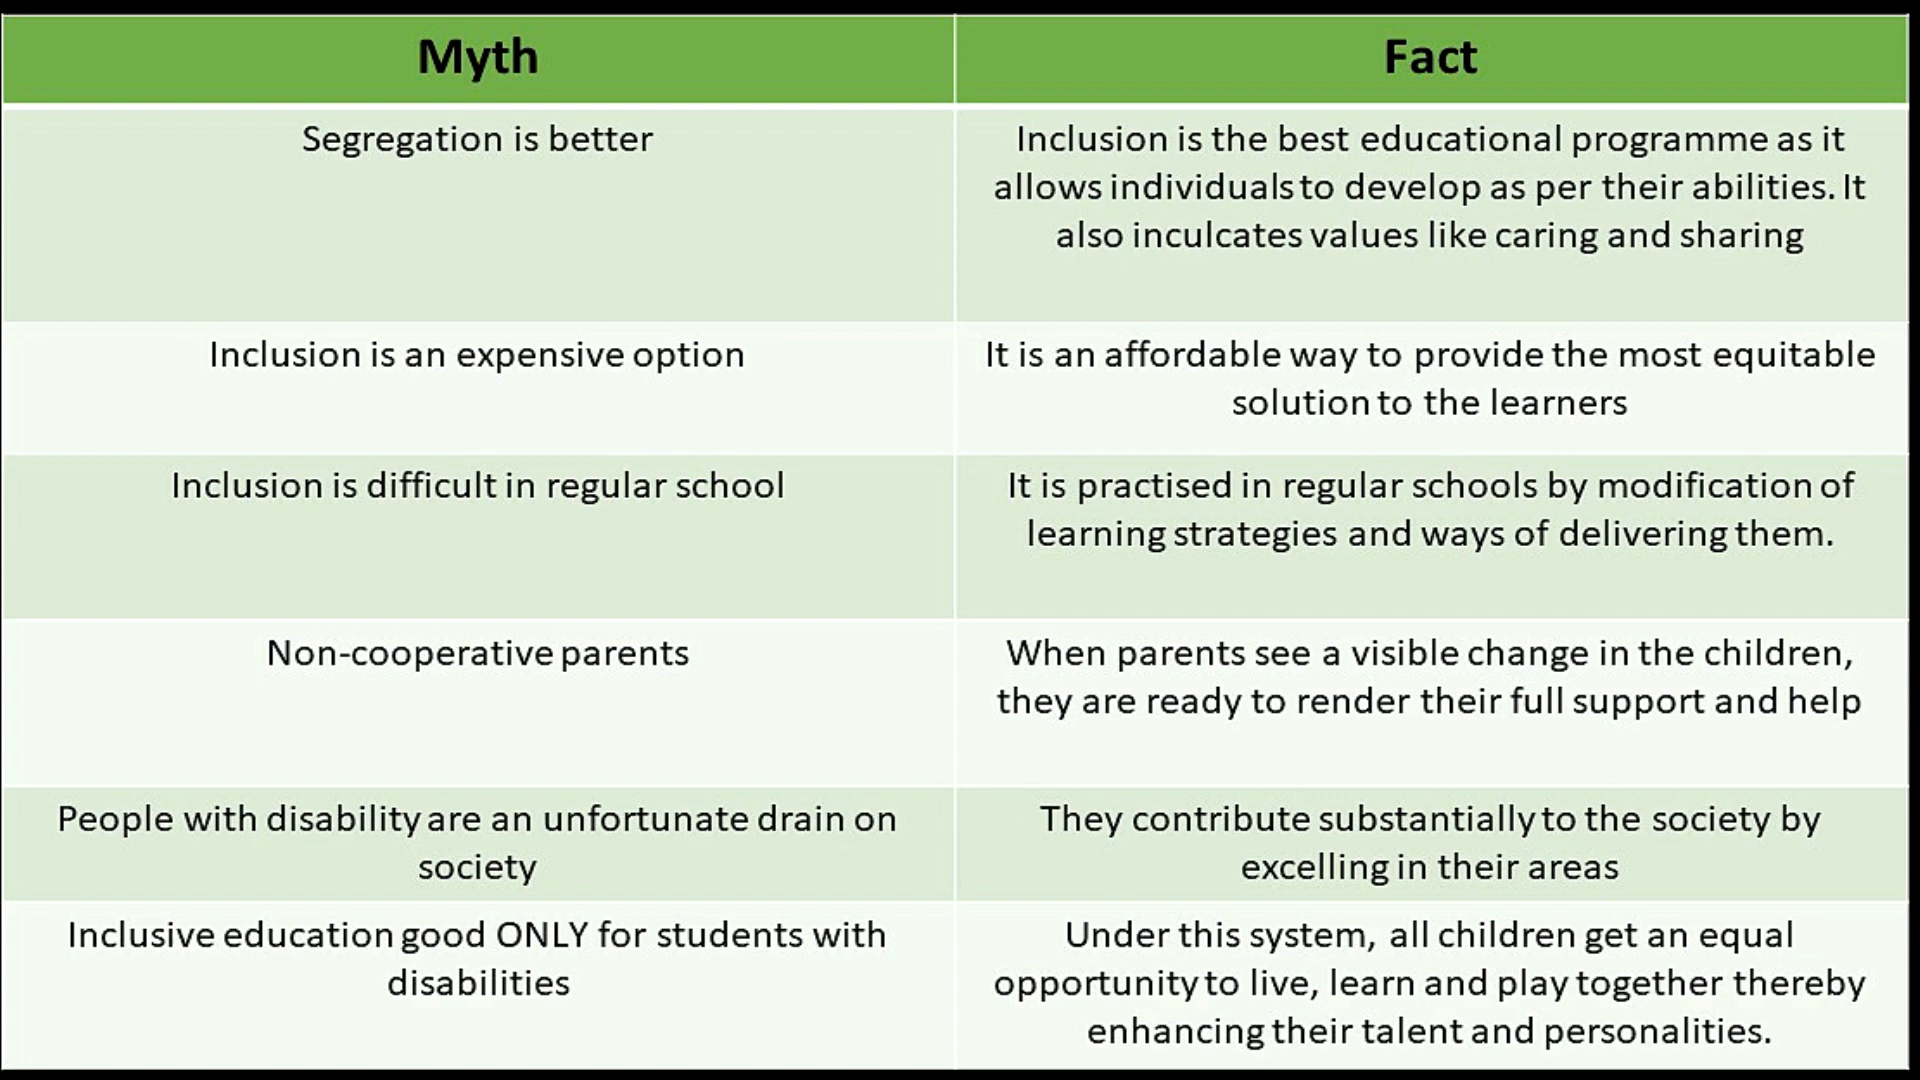 Myth
Fact
Segregation is better
Inclusion is the best educational programme as it
allows individuals to develop as per their abilities. It
also inculcates values like caring and sharing
Inclusion is an expensive option
It is an affordable way to provide the most equitable
solution to the learners
Inclusion is difficult in regular school
It is practised in regular schools by modification of
learning strategies and ways of delivering them.
Non-cooperative parents
When parents see a visible change in the children,
they are ready to render their full support and help
People with disability are an unfortunate drain on
society
They contribute substantially to the society by
excelling in their areas
Inclusive education good ONLY for students with
disabilities
Under this system, all children get an equal
opportunity to live, learn and play together thereby
enhancing their talent and personalities.